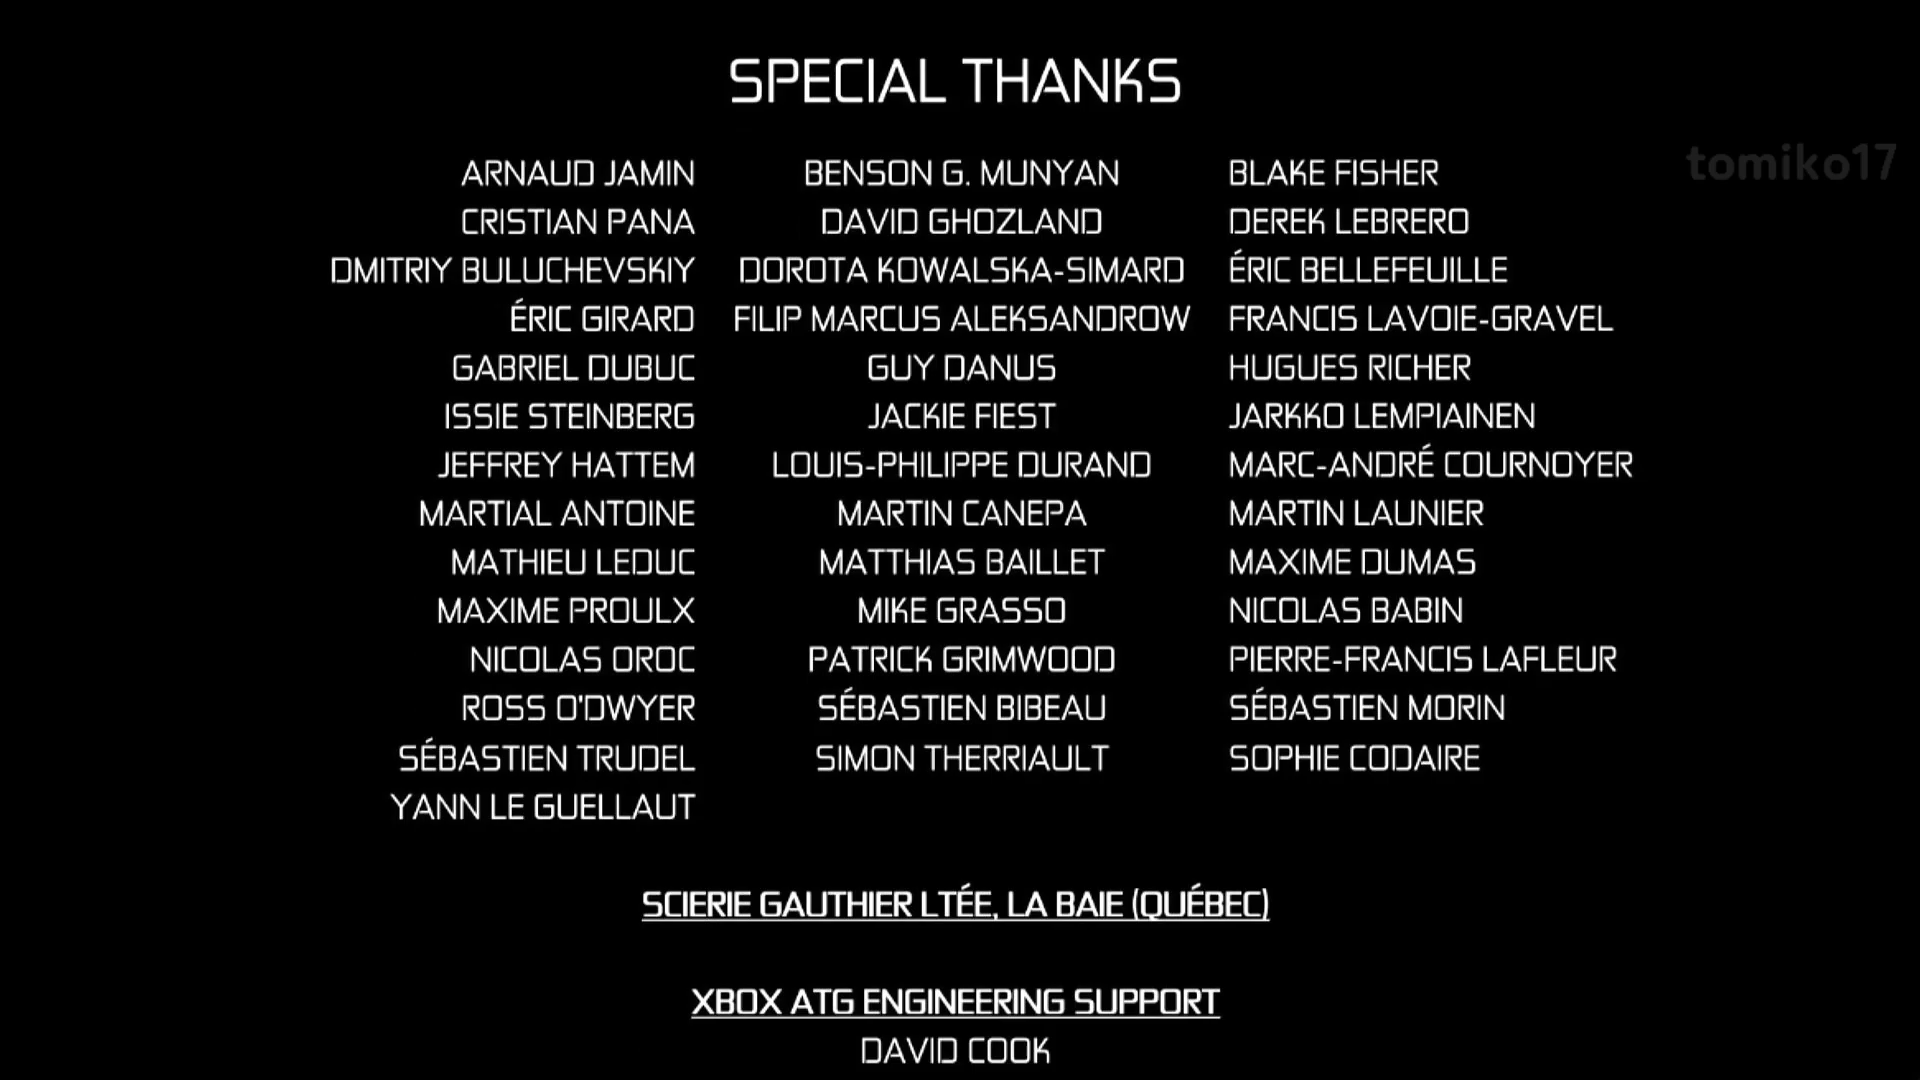 SPECIAL THANKS
tomiko17
ARNAUD JAMIN BENSON G. MUNYAN BLAKE FISHER
CRISTIAN PANA DAVID GHOZLAND DEREK LEBRERO
DMITRIY BULUCHEVSKIY DOROTA KOWALSKA-SIMARD ÉRIC BELLEFEUILLE
ÉRIC GIRARD FILIP MARCUS ALEKSANDROW FRANCIS LAVOIE-GRAVEL
GABRIEL DUBUC GUY DANUS HUGUES RICHER
ISSIE STEINBERG JACKIE FIEST JARKKO LEMPIAINEN
JEFFREY HATTEM LOUIS-PHILIPPE DURAND MARC-ANDRÉ COURNOYER
MARTIAL ANTOINE MARTIN CANEPA MARTIN LAUNIER
MATHIEU LEDUC MATTHIAS BAILLET MAXIME DUMAS
MAXIME PROULX MIKE GRASSO NICOLAS BABIN
NICOLAS OROC PATRICK GRIMWOOD PIERRE-FRANCIS LAFLEUR
ROSS O'DWYER SÉBASTIEN BIBEAU SÉBASTIEN MORIN
SÉBASTIEN TRUDEL SIMON THERRIAULT SOPHIE CODAIRE
YANN LE GUELLAUT
SCIERIE GAUTHIER LTÉE, LA BAIE (QUÉBEC)
XBOX ATG ENGINEERING SUPPORT
DAVID COOK